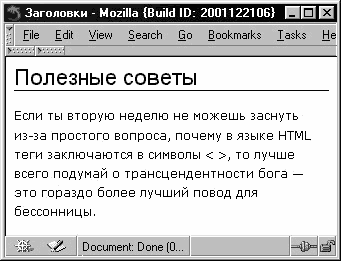 Заголовки - Mozilla {Build ID: 2001122106}
File Edit View Search Go Bookmarks Tasks He
Полезные советы
Если ты вторую неделю не можешь заснуть
из-за простого вопроса, почему в языке HTML
теги заключаются в символы < >, то лучше
всего подумай о трансцендентности бога —
это гораздо более лучший повод для
бессонницы.
Document: Done (0...